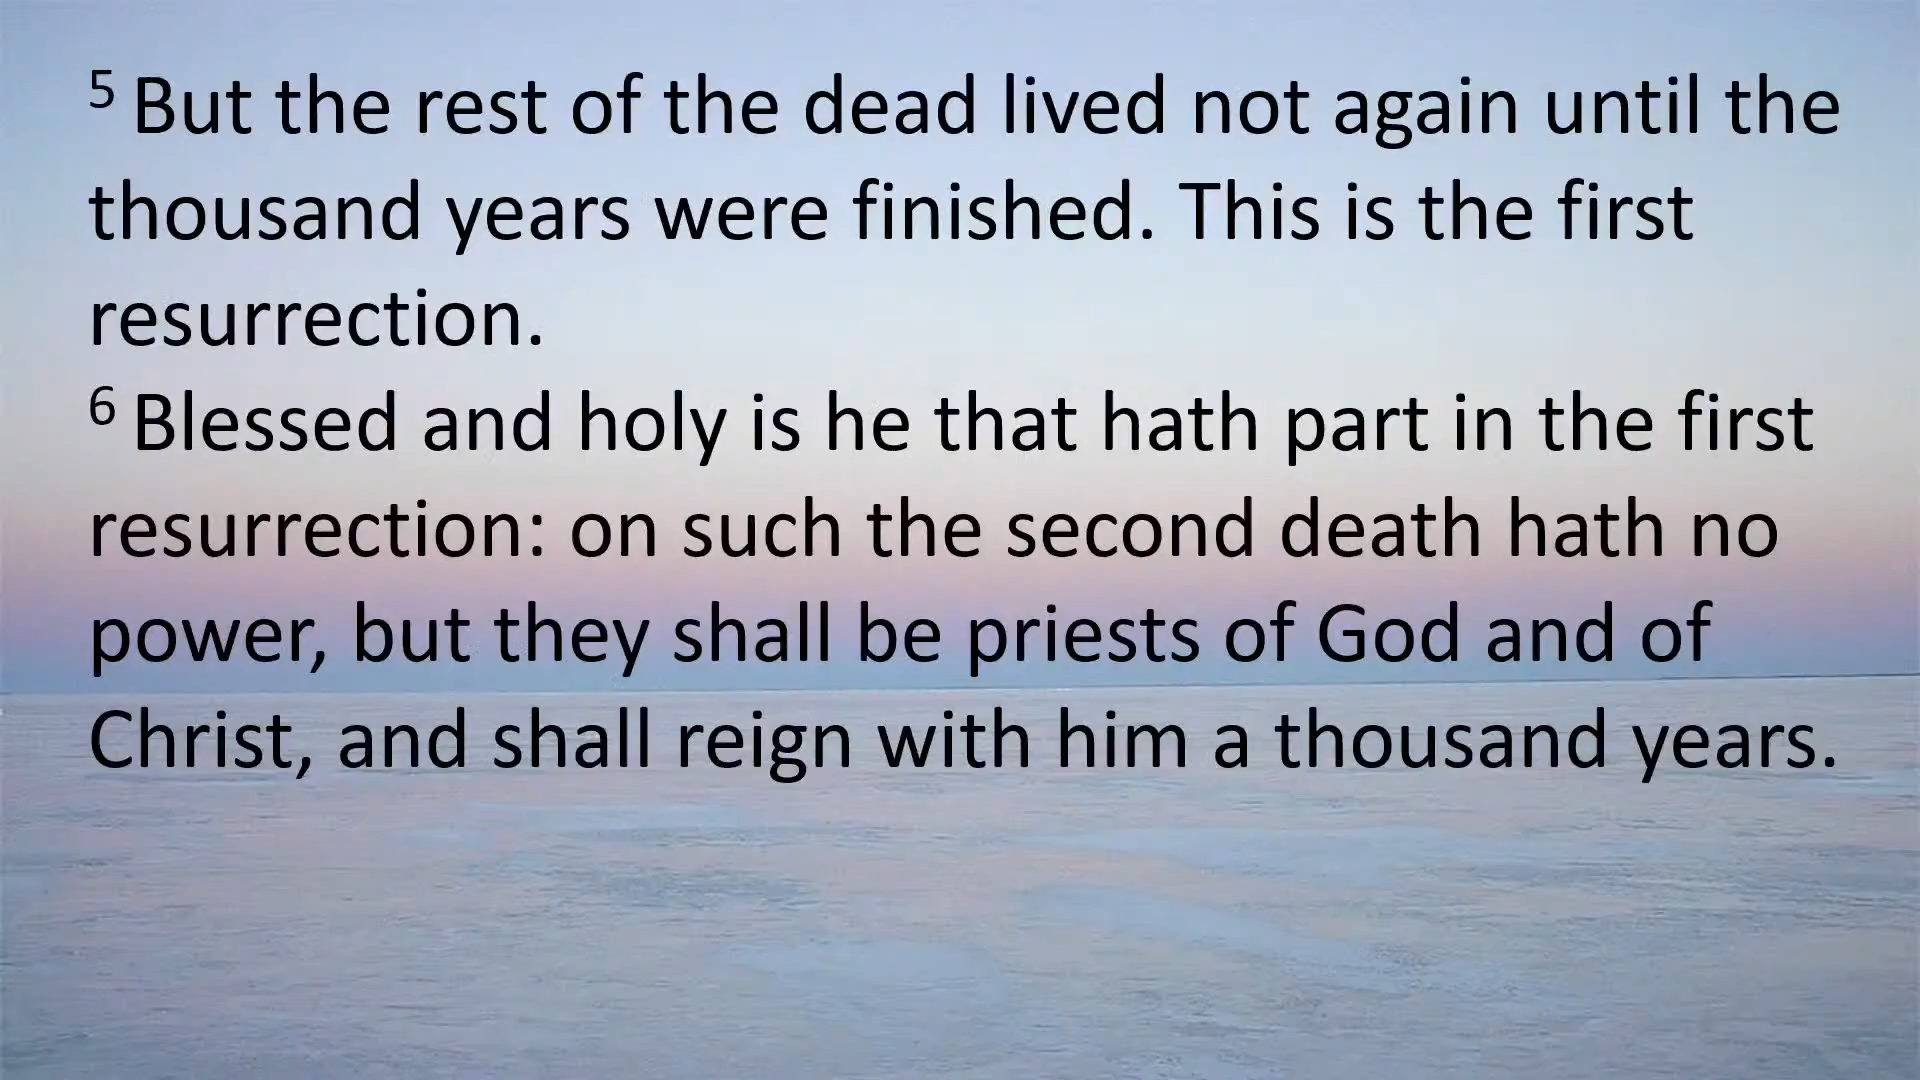 5 But the rest of the dead lived not again until the
thousand years were finished. This is the first
resurrection.
6 Blessed and holy is he that hath part in the first
resurrection: on such the second death hath no
power, but they shall be priests of God and of
Christ, and shall reign with him a thousand years.